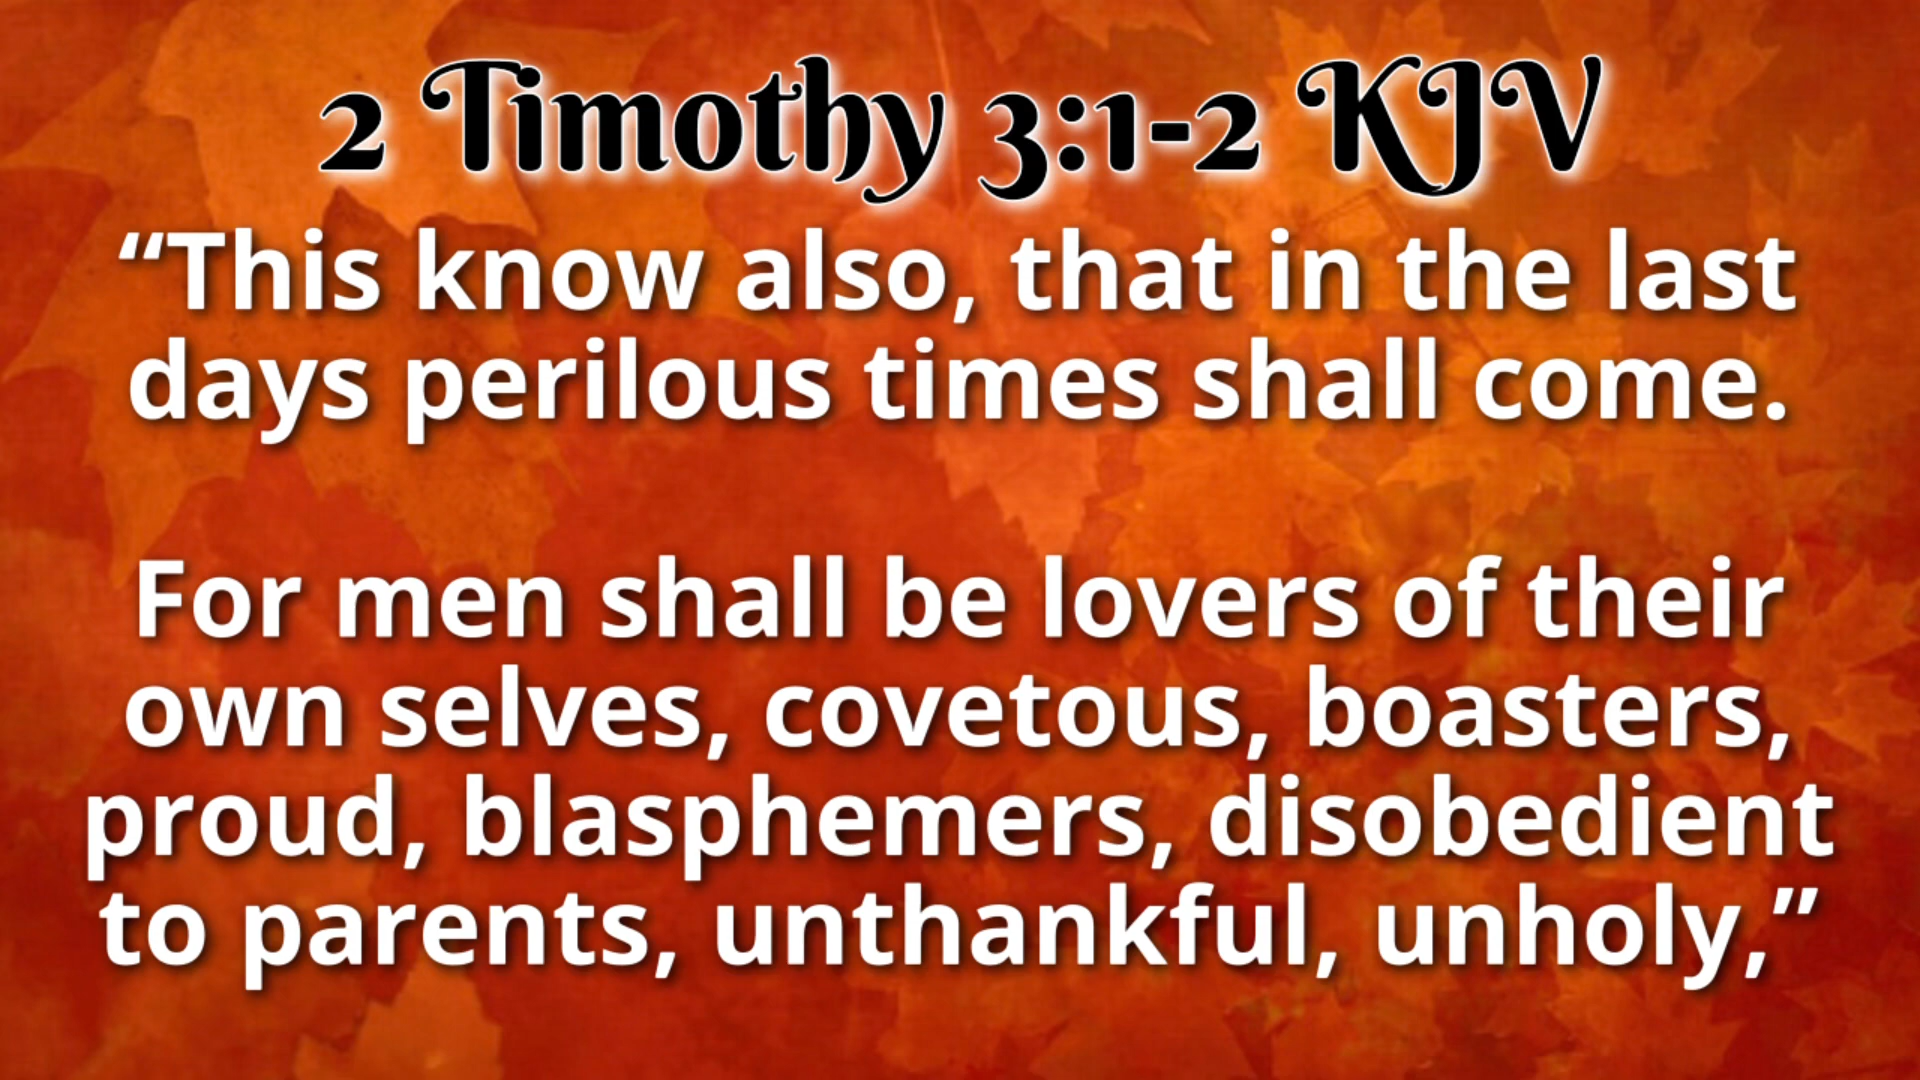 2 Timothy 3:1-2 KJV
“This know also, that in the last
days perilous times shall come.
For men shall be lovers of their
own selves, covetous, boasters,
proud, blasphemers, disobedient
to parents, unthankful, unholy,”